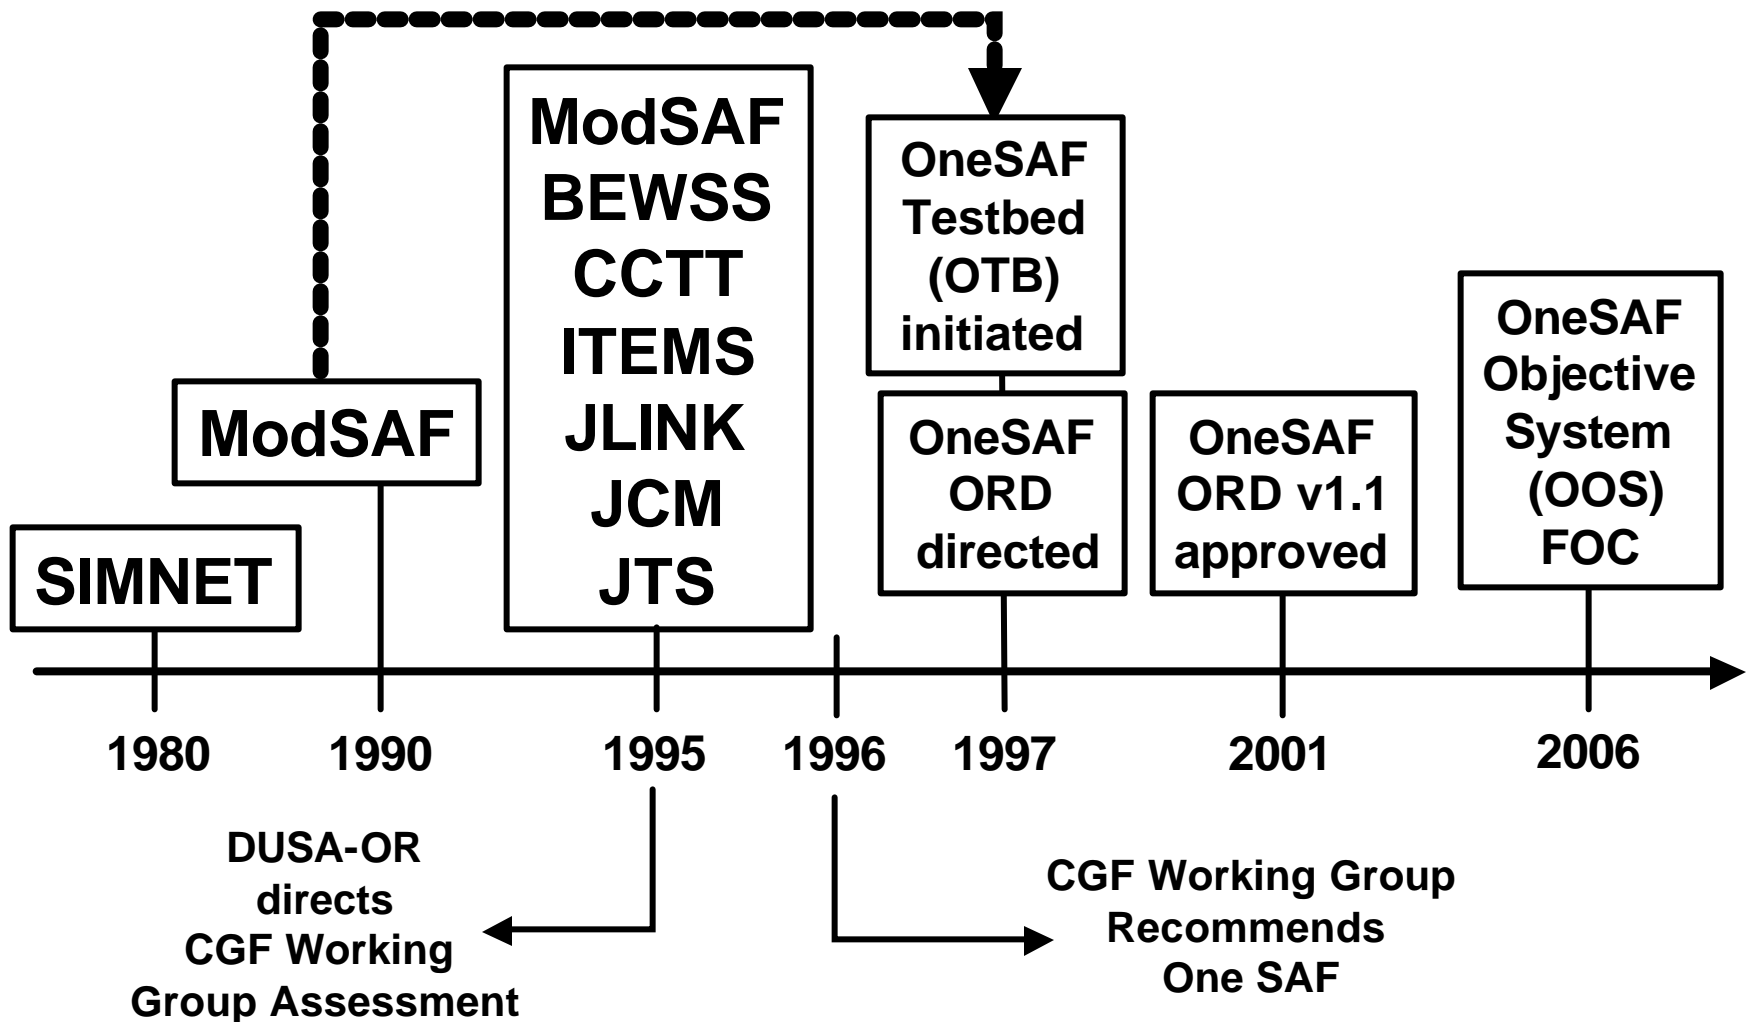 SIMNET
ModSAF
ModSAF
BEWSS
CCTT
ITEMS
JLINK
JCM
JTS
OneSAF
Testbed
(OTB)
initiated
OneSAF
ORD
directed
OneSAF
ORD v1.1
approved
OneSAF
Objective
System
(OOS)
FOC
1980
1990
1995
1996
1997
2001
2006
DUSA-OR
directs
CGF Working
Group Assessment
CGF Working Group
Recommends
One SAF